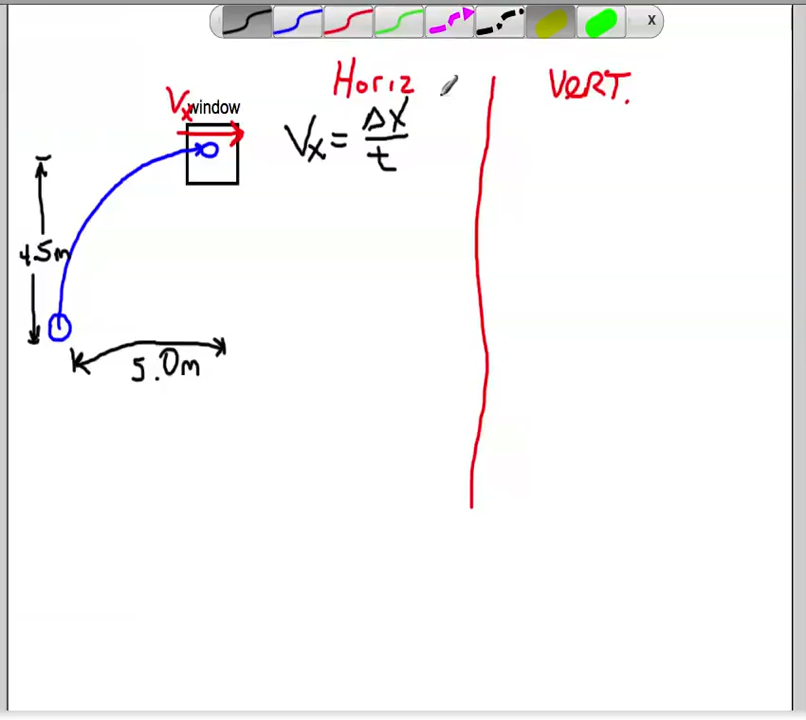 Horiz
VERT.
Vx
window
Vx = Δx/t
4.5m
5.0m
x